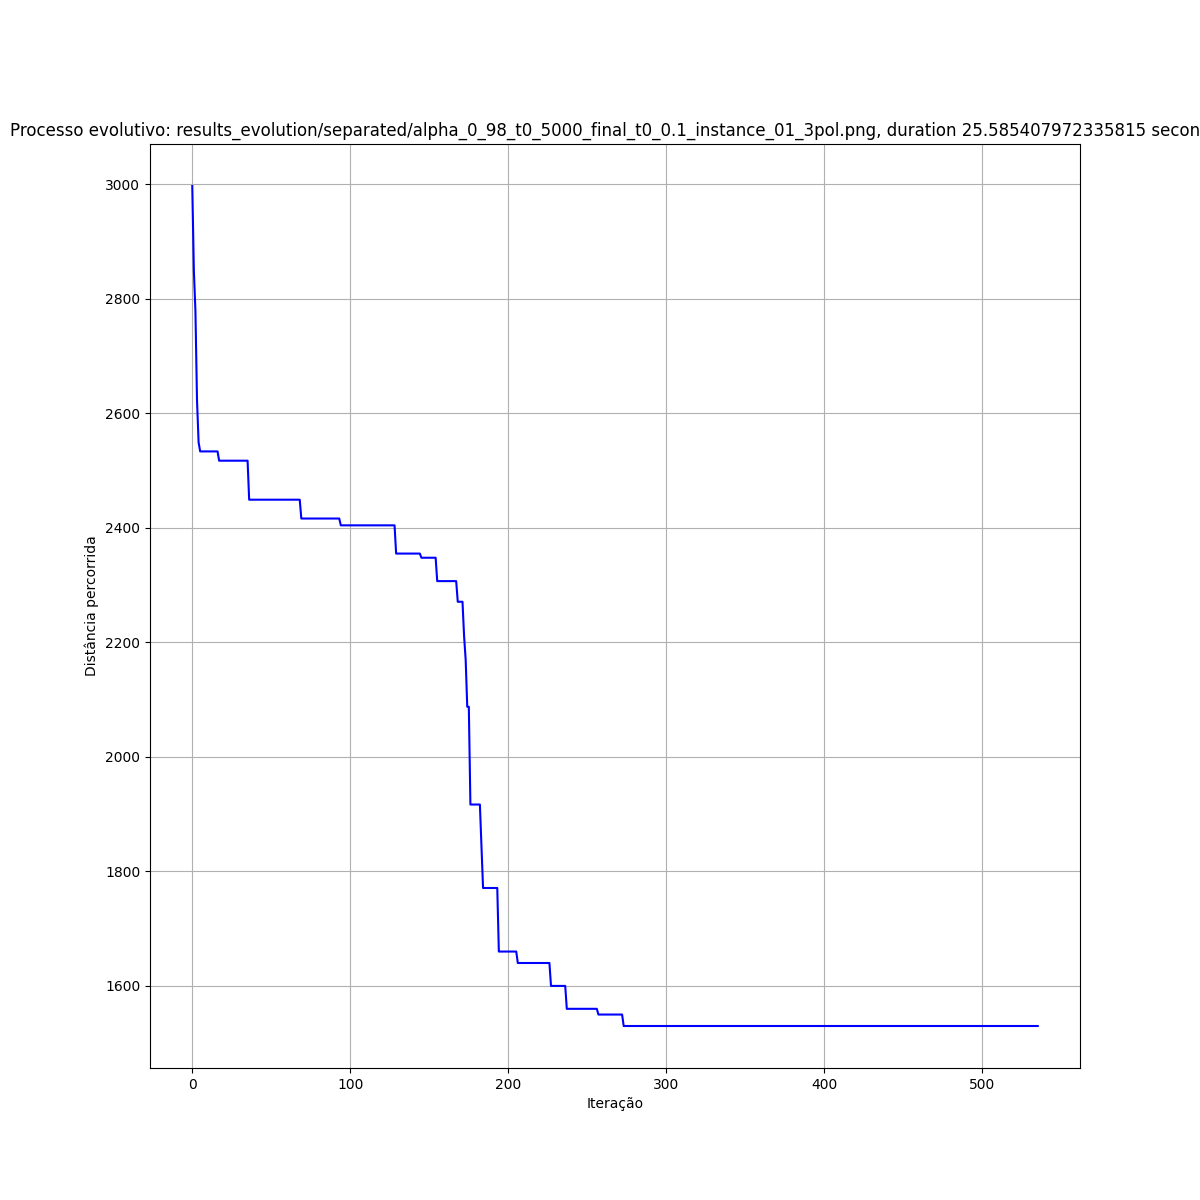 Processo evolutivo: results_evolution/separated/alpha_0_98_t0_5000_final_t0_0.1_instance_01_3pol.png, duration 25.585407972335815 secon
3000
2800
2600
2400
2200
2000
1800
1600
Distância percorrida
0 100 200 300 400 500
Iteração